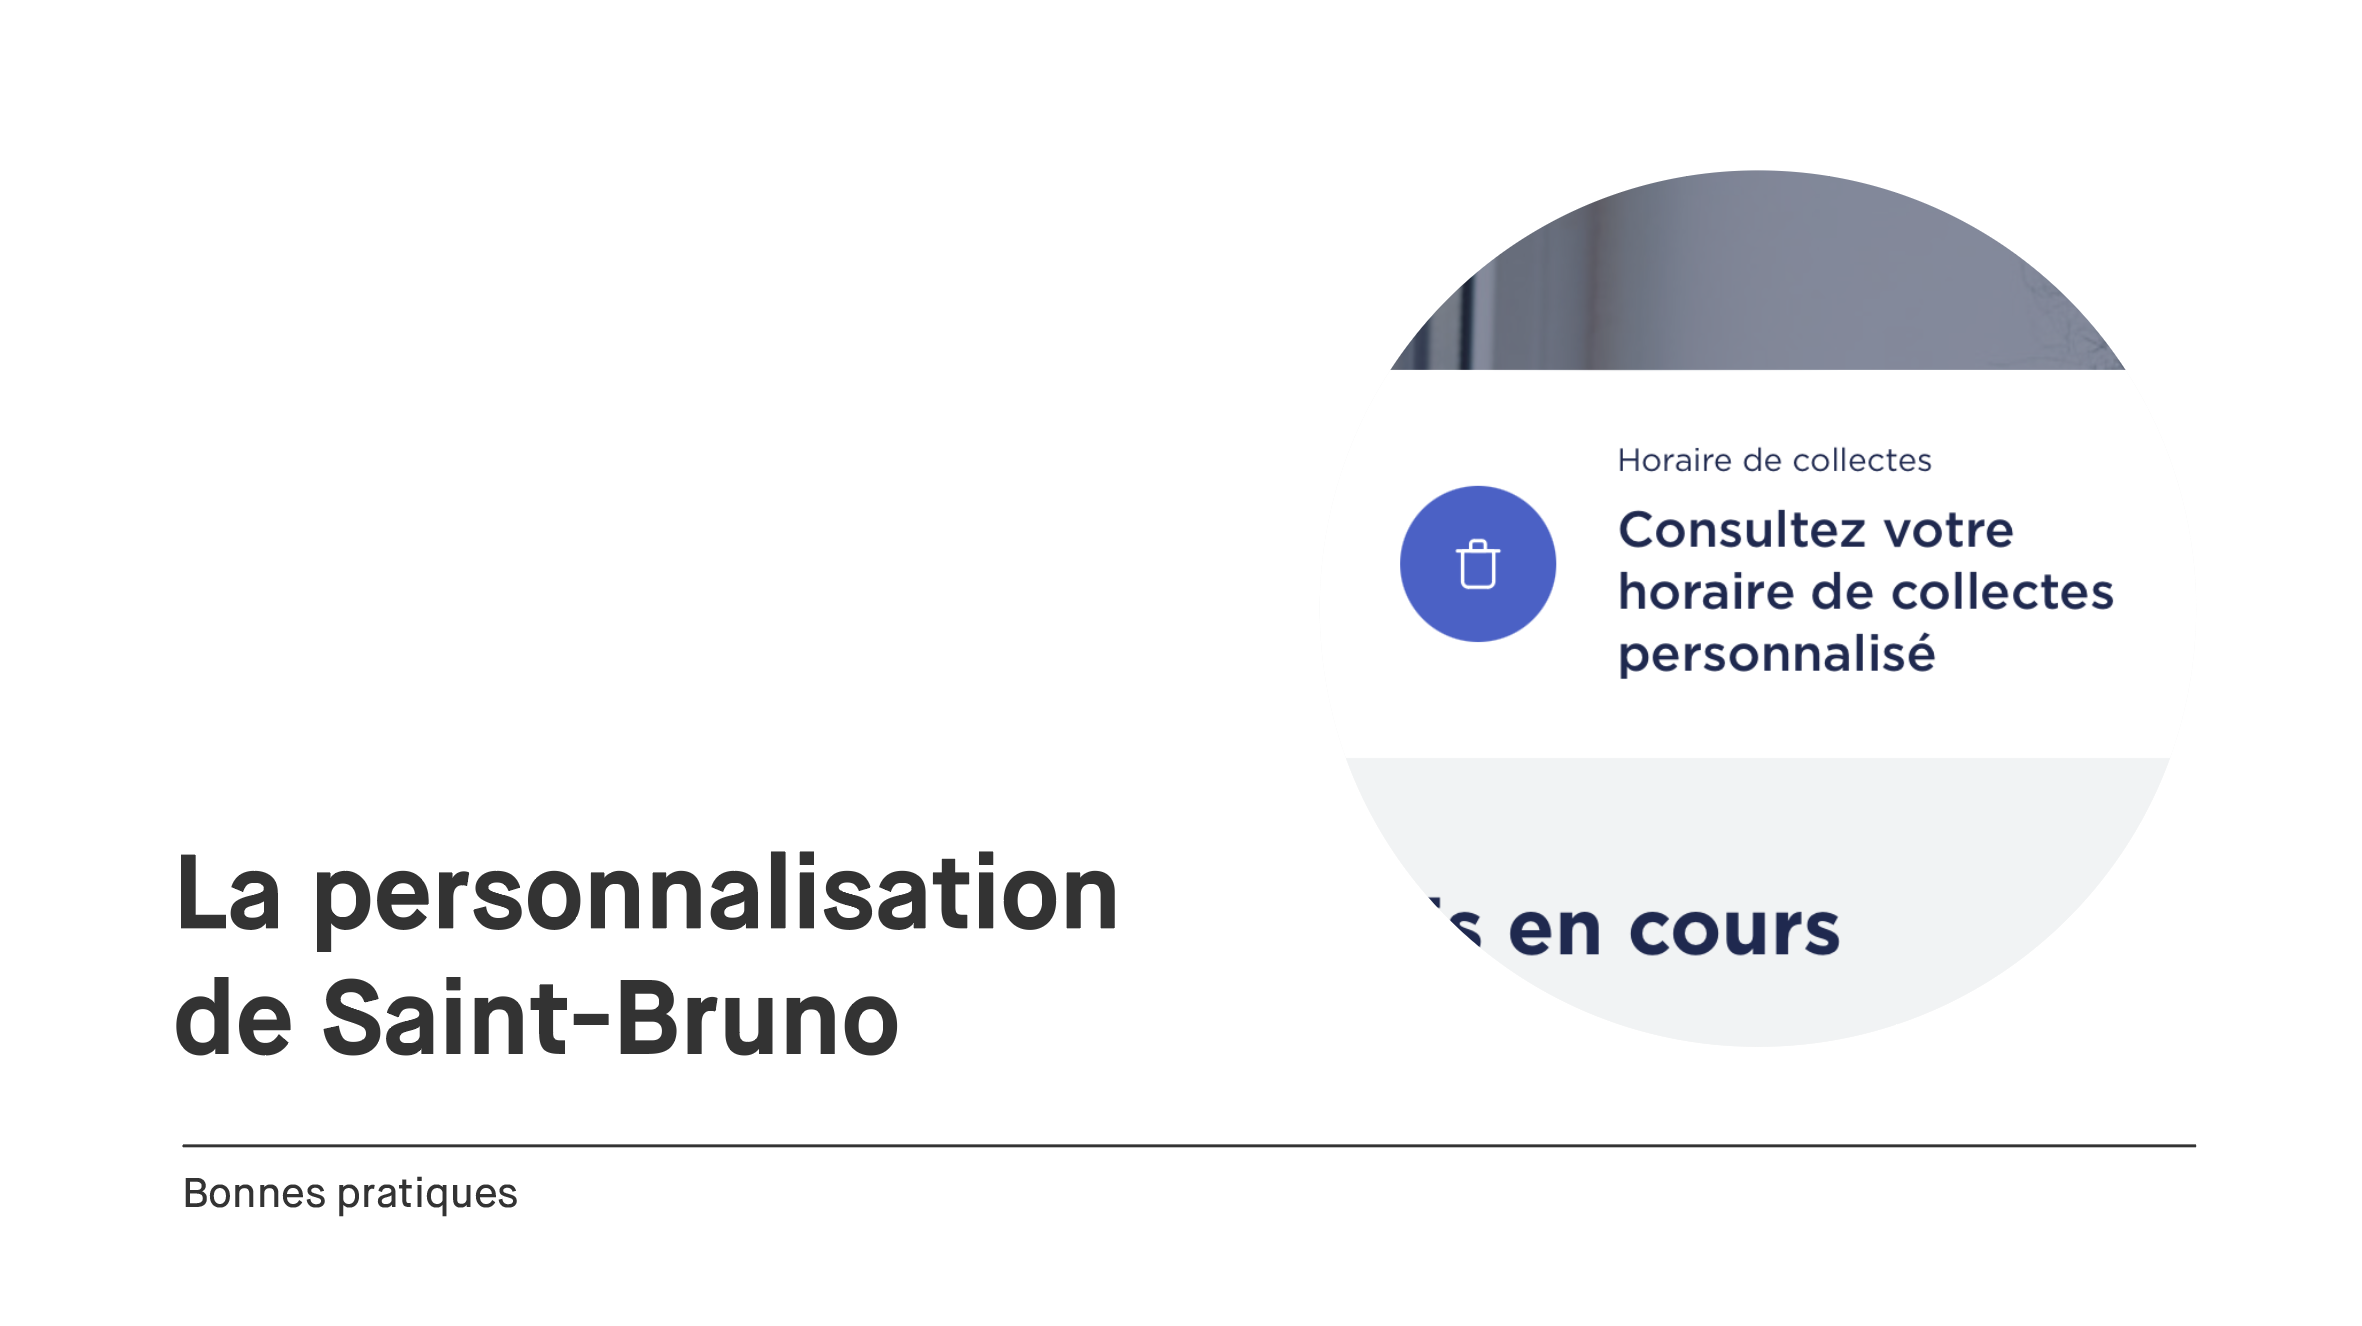 Horaire de collectes
Consultez votre
horaire de collectes
personnalisé
en cours
La personnalisation
de Saint-Bruno
Bonnes pratiques